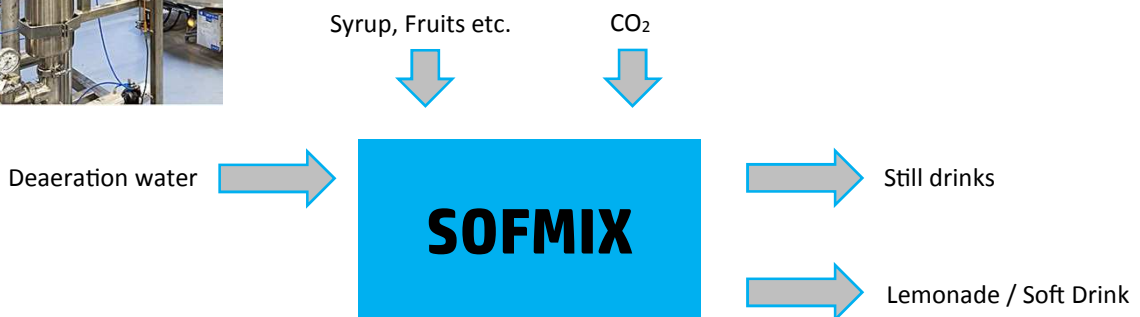 Syrup, Fruits etc.
CO₂
Deaeration water
SOFMIX
Still drinks
Lemonade / Soft Drink